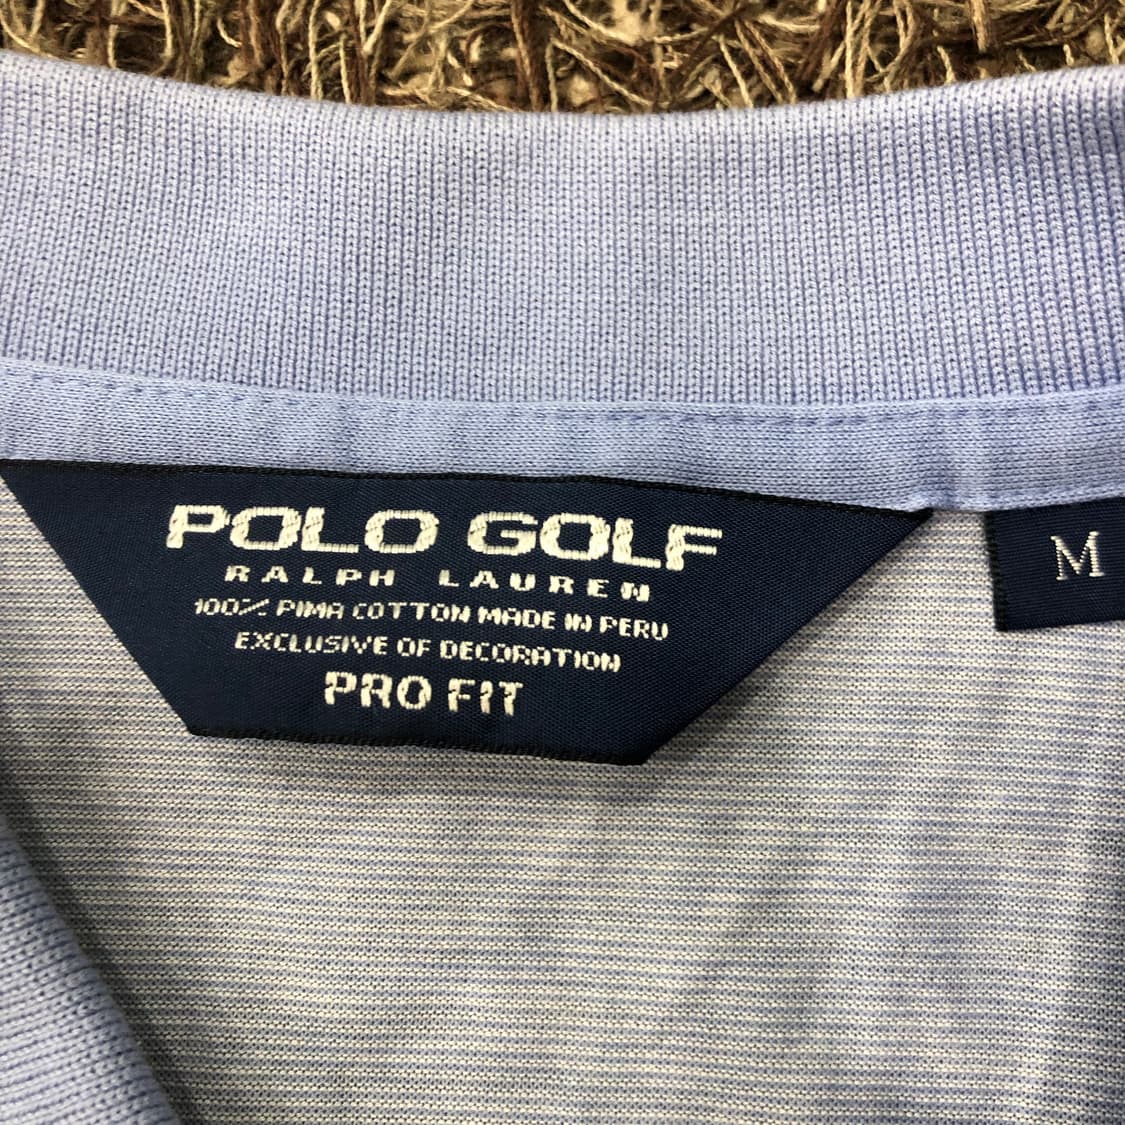 POLO GOLF
RALPH LAUREN
100% PIMA COTTON MADE IN PERU
EXCLUSIVE OF DECORATION
PRO FIT
M